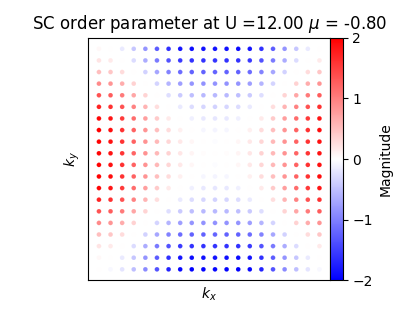 SC order parameter at U =12.00 μ = -0.80
2
1
0
−1
−2
Magnitude
k_y
k_x